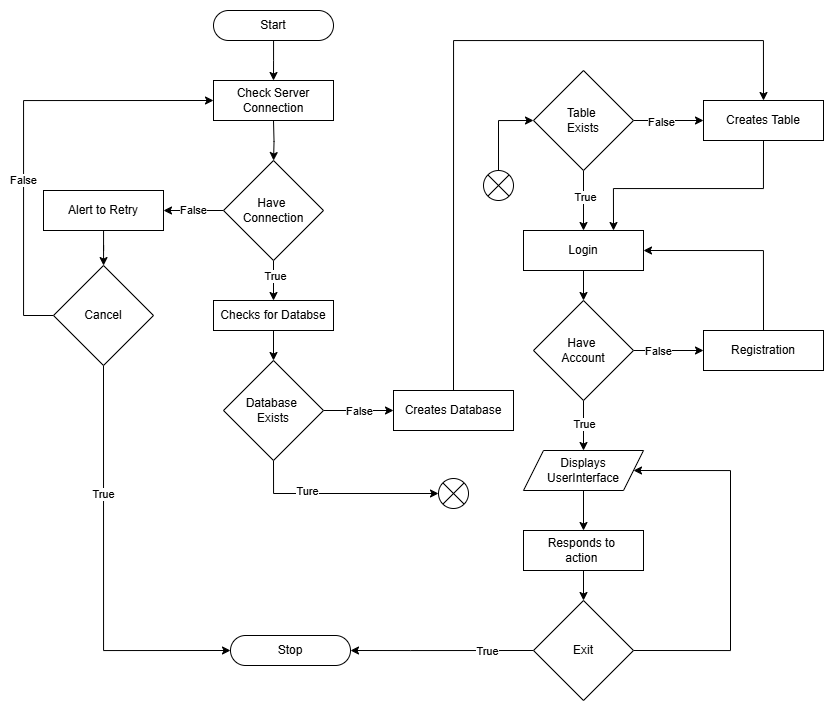 Start
Check Server
Connection
False
Alert to Retry
False
Have
Connection
True
Cancel
Checks for Databse
Database
Exists
False
Creates Database
Ture
True
Stop
Table
Exists
False
Creates Table
True
Login
Have
Account
False
Registration
True
Displays
UserInterface
Responds to
action
Exit
True